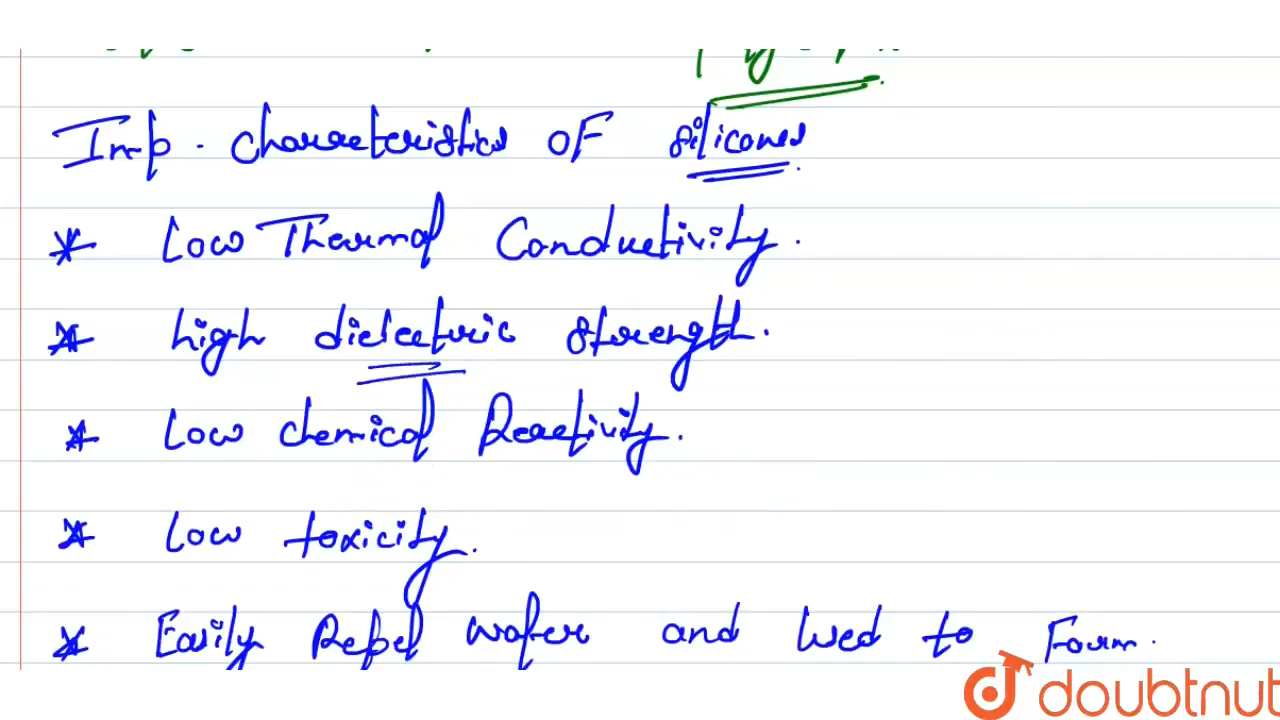 Imp. characteristics OF silicones
* Low Thermal Conductivity.
* high dielectric strength.
* Low chemical Reactivity.
* Low toxicity.
* Easily Repel water and used to Form.
doubtnut